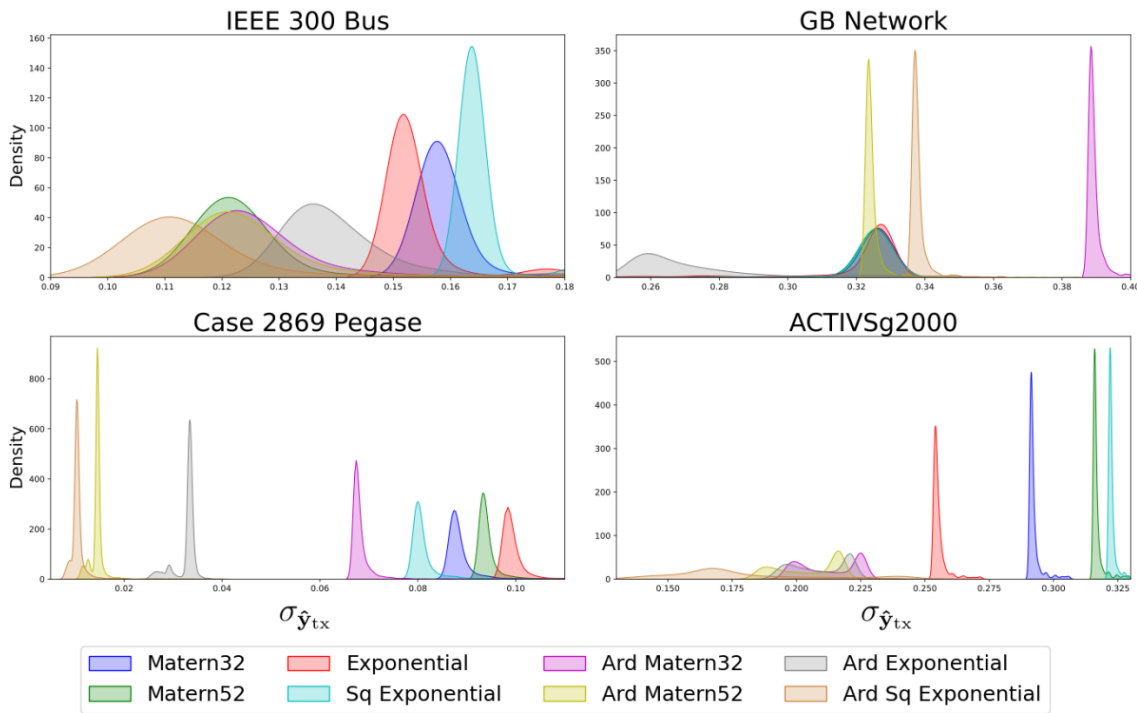 IEEE 300 Bus
GB Network
Density
160
140
120
100
80
60
40
20
0
0.09 0.10 0.11 0.12 0.13 0.14 0.15 0.16 0.17 0.18
350
300
250
200
150
100
50
0
0.26 0.28 0.30 0.32 0.34 0.36 0.38 0.40
Case 2869 Pegase
ACTIVSg2000
Density
800
600
400
200
0
0.02 0.04 0.06 0.08 0.10
500
400
300
200
100
0
0.150 0.175 0.200 0.225 0.250 0.275 0.300 0.325
σŷtx
σŷtx
Matern32 Exponential Ard Matern32 Ard Exponential
Matern52 Sq Exponential Ard Matern52 Ard Sq Exponential